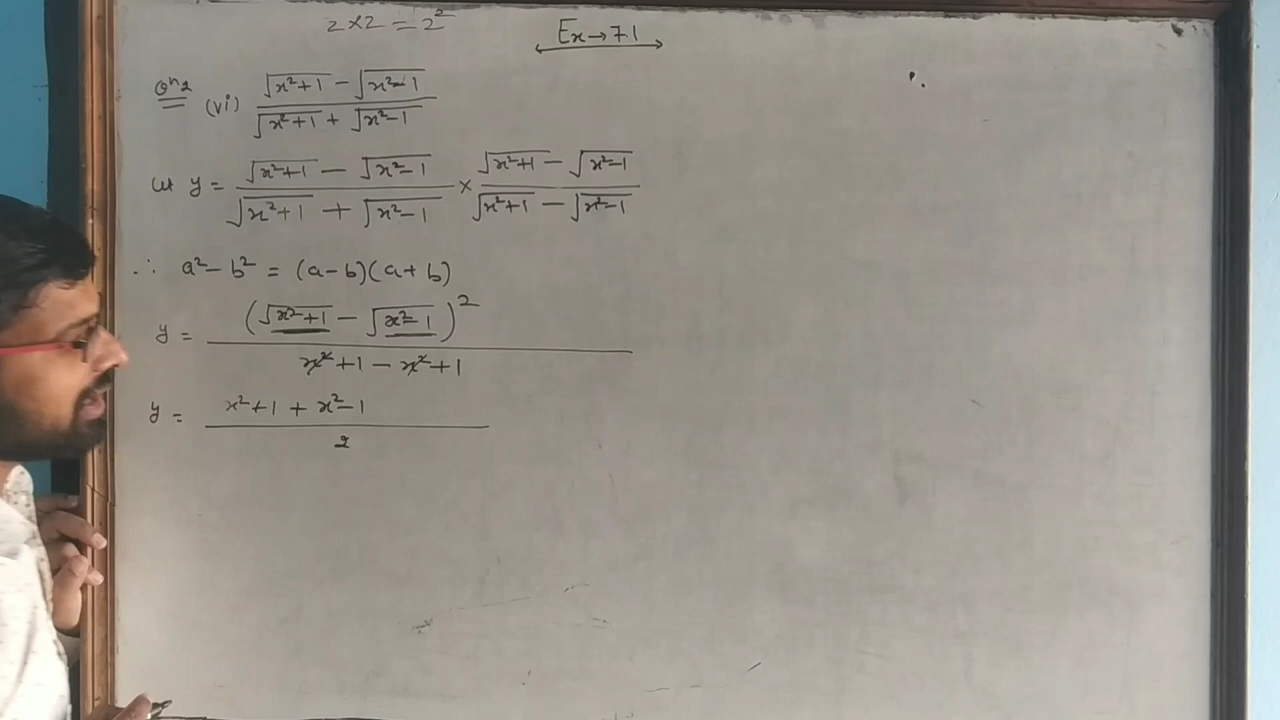 2×2 = 2²
Ex→7.1
Qⁿ2 (vi) (√(x²+1) − √(x²−1)) / (√(x²+1) + √(x²−1))
Let y = (√(x²+1) − √(x²−1)) / (√(x²+1) + √(x²−1)) × (√(x²+1) − √(x²−1)) / (√(x²+1) − √(x²−1))
∴ a² − b² = (a−b)(a+b)
y = (√(x²+1) − √(x²−1))² / (x²+1 − x²+1)
y = (x²+1 + x²−1) / 2